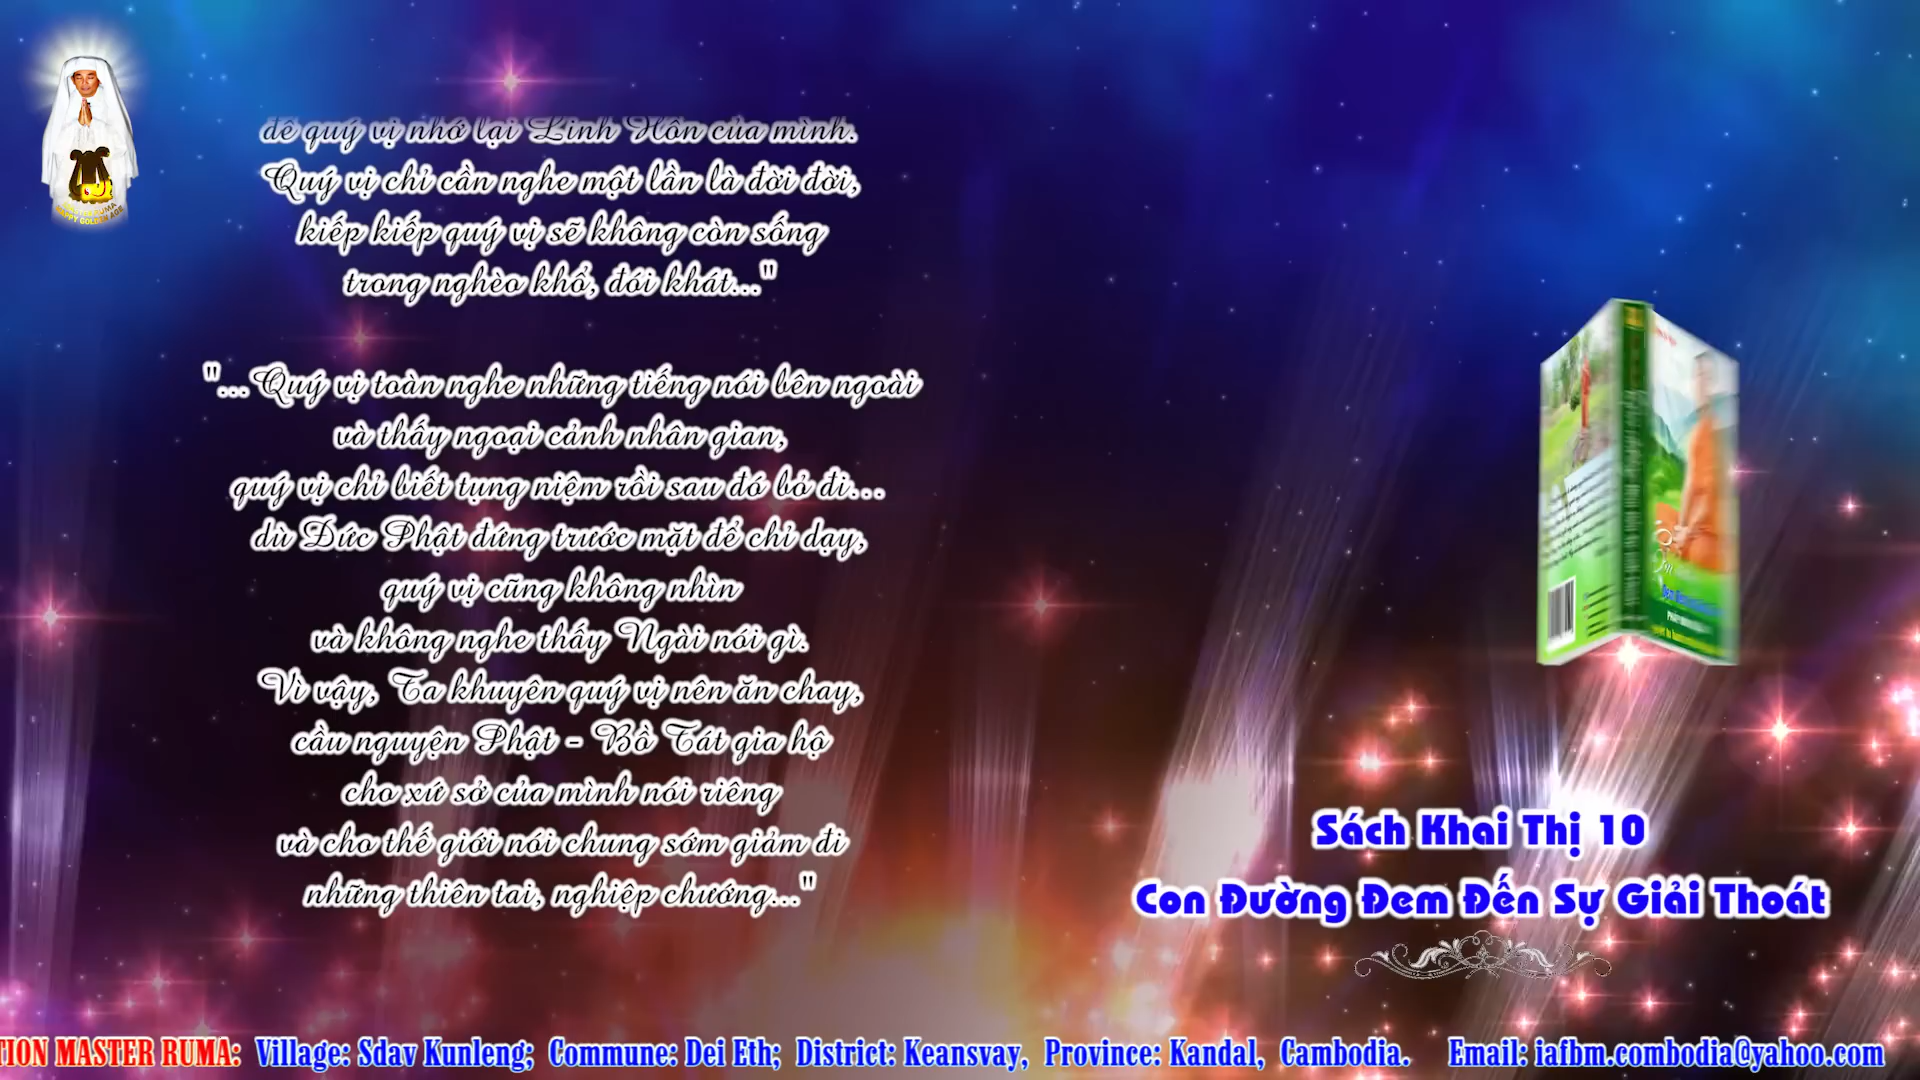 để quý vị nhớ lại Linh Hồn của mình.
Quý vị chỉ cần nghe một lần là đời đời,
kiếp kiếp quý vị sẽ không còn sống
trong nghèo khổ, đói khát..."
"...Quý vị toàn nghe những tiếng nói bên ngoài
và thấy ngoại cảnh nhân gian,
quý vị chỉ biết tụng niệm rồi sau đó bỏ đi...
dù Đức Phật đứng trước mặt để chỉ dạy,
quý vị cũng không nhìn
và không nghe thấy Ngài nói gì.
Vì vậy, Ta khuyên quý vị nên ăn chay,
cầu nguyện Phật - Bồ Tát gia hộ
cho xứ sở của mình nói riêng
và cho thế giới nói chung sớm giảm đi
những thiên tai, nghiệp chướng..."
Sách Khai Thị 10
Con Đường Đem Đến Sự Giải Thoát
TION MASTER RUMA: Village: Sdav Kunleng; Commune: Dei Eth; District: Keansvay, Province: Kandal, Cambodia. Email: iafbm.combodia@yahoo.com